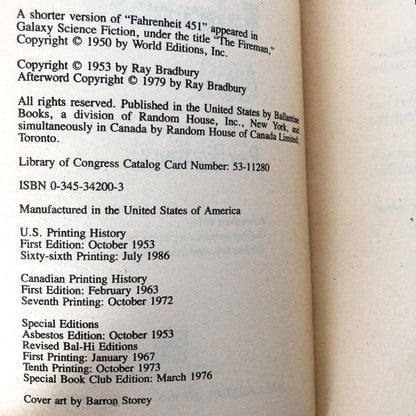 A shorter version of "Fahrenheit 451" appeared in
Galaxy Science Fiction, under the title "The Fireman,"
Copyright © 1950 by World Editions, Inc.
Copyright © 1953 by Ray Bradbury
Afterword Copyright © 1979 by Ray Bradbury
All rights reserved. Published in the United States by Ballantine
Books, a division of Random House, Inc., New York, and
simultaneously in Canada by Random House of Canada Limited,
Toronto.
Library of Congress Catalog Card Number: 53-11280
ISBN 0-345-34200-3
Manufactured in the United States of America
U.S. Printing History
First Edition: October 1953
Sixty-sixth Printing: July 1986
Canadian Printing History
First Edition: February 1963
Seventh Printing: October 1972
Special Editions
Asbestos Edition: October 1953
Revised Bal-Hi Editions
First Printing: January 1967
Tenth Printing: October 1973
Special Book Club Edition: March 1976
Cover art by Barron Storey